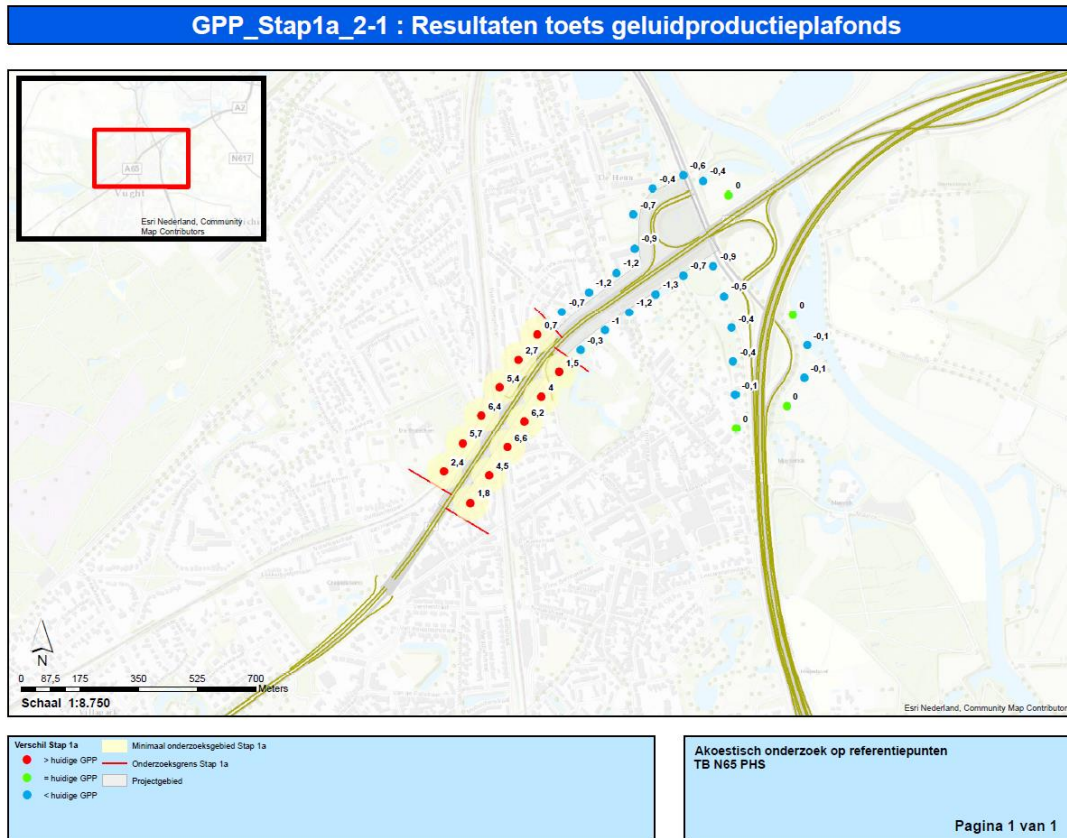 GPP_Stap1a_2-1 : Resultaten toets geluidproductieplafonds
A2
N617
A65
Vught
Esri Nederland, Community
Map Contributors
-0,6
-0,4
-0,4
0
-0,7
-0,9
-1,2
-0,9
-0,7
-1,2
-1,3
-0,5
-0,7
-1,2
0
0,7
-1
-0,4
-0,1
-0,3
2,7
1,5
-0,4
-0,1
5,4
4
-0,1
0
6,4
6,2
0
5,7
6,6
2,4
4,5
1,8
N
0 87,5 175 350 525 700
Meters
Schaal 1:8.750
Esri Nederland, Community Map Contributor
Verschil Stap 1a
> huidige GPP
= huidige GPP
< huidige GPP
Minimaal onderzoeksgebied Stap 1a
Onderzoeksgrens Stap 1a
Projectgebied
Akoestisch onderzoek op referentiepunten
TB N65 PHS
Pagina 1 van 1